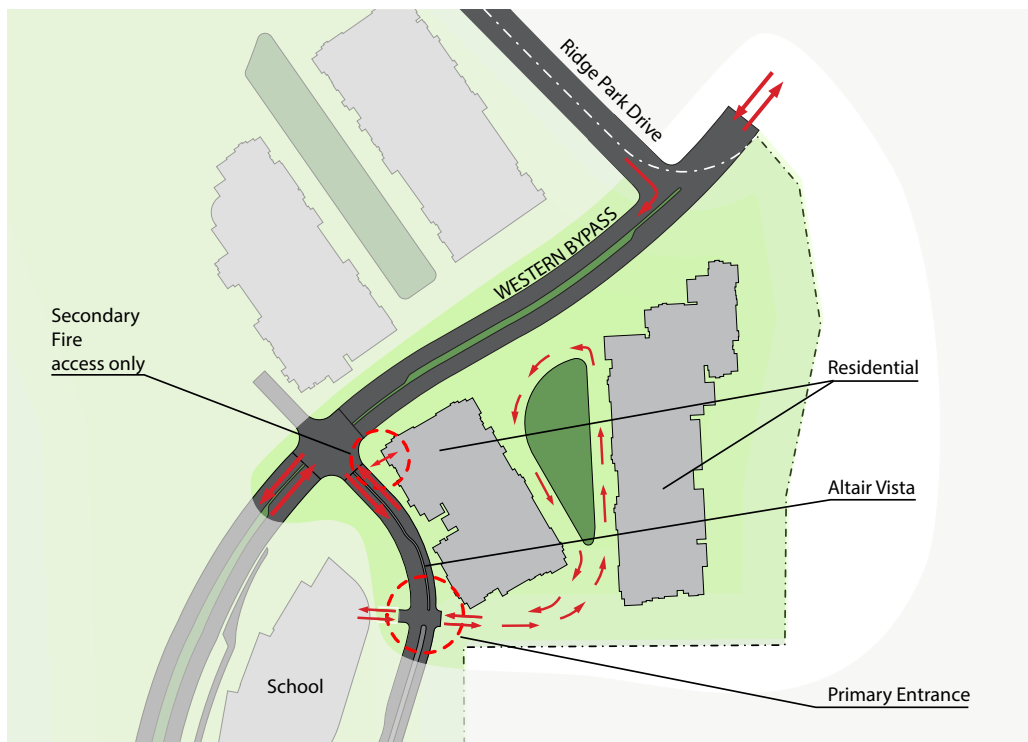 Ridge Park Drive
WESTERN BYPASS
Secondary
Fire
access only
Residential
Altair Vista
School
Primary Entrance